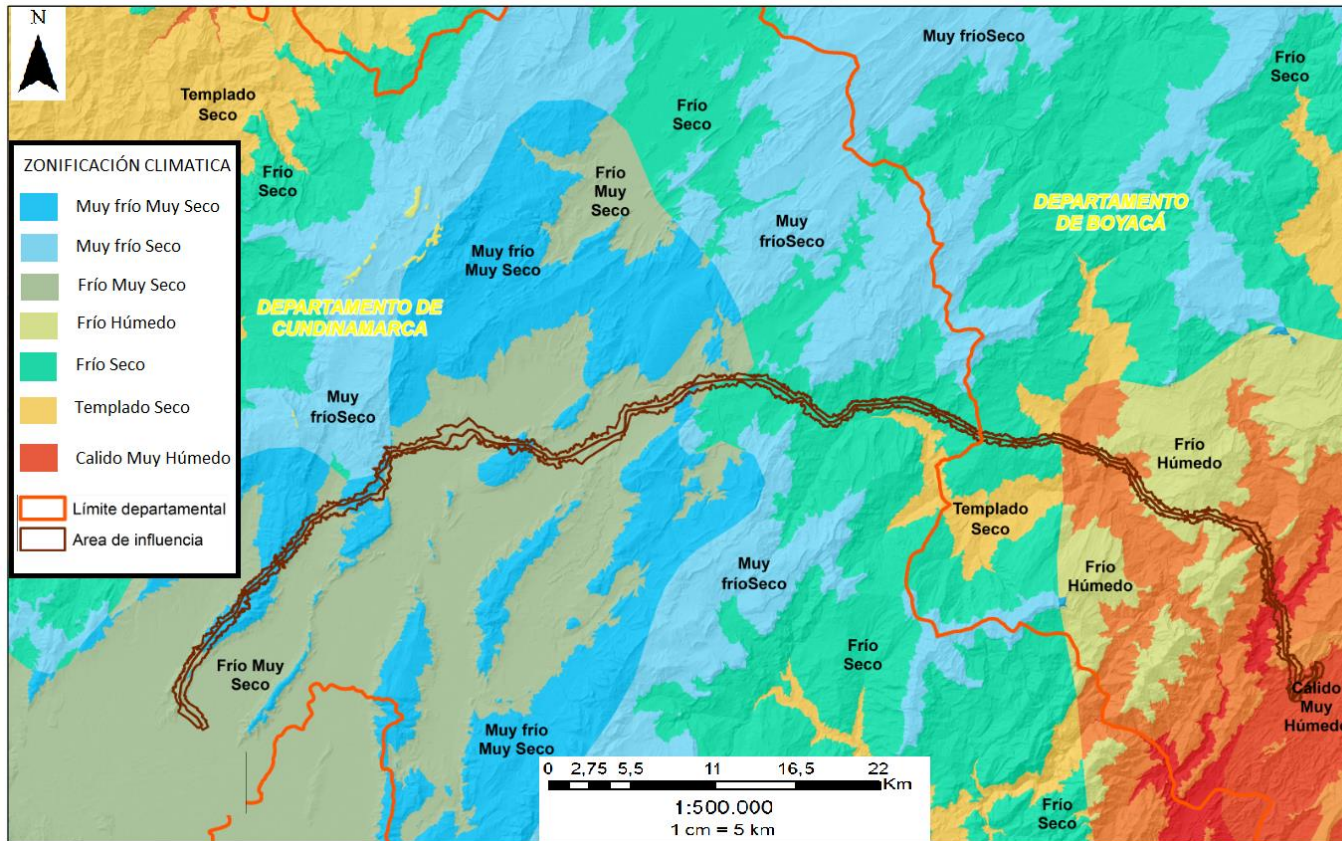 N
Muy fríoSeco
Frío
Seco
Templado
Seco
Frío
Seco
Frío
Seco
Frío
Muy
Seco
ZONIFICACIÓN CLIMATICA
Muy frío Muy Seco
Muy frío Seco
Frío Muy Seco
Frío Húmedo
Frío Seco
Templado Seco
Calido Muy Húmedo
Límite departamental
Area de influencia
DEPARTAMENTO
DE BOYACÁ
Muy
fríoSeco
Muy frío
Muy Seco
DEPARTAMENTO DE
CUNDINAMARCA
Muy
fríoSeco
Frío
Húmedo
Templado
Seco
Muy
fríoSeco
Frío
Húmedo
Frío
Seco
Frío Muy
Seco
Calido
Muy
Húmedo
Muy frío
Muy Seco
0 2,75 5,5 11 16,5 22
Km
1:500.000
1 cm = 5 km
Frío
Seco